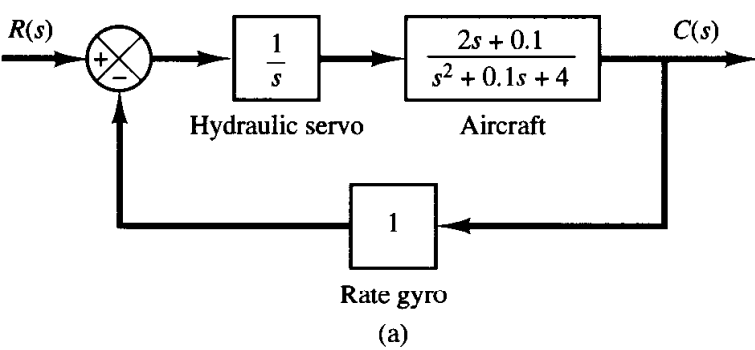 R(s)
+
−
1
s
2s + 0.1
s² + 0.1s + 4
C(s)
Hydraulic servo
Aircraft
1
Rate gyro
(a)